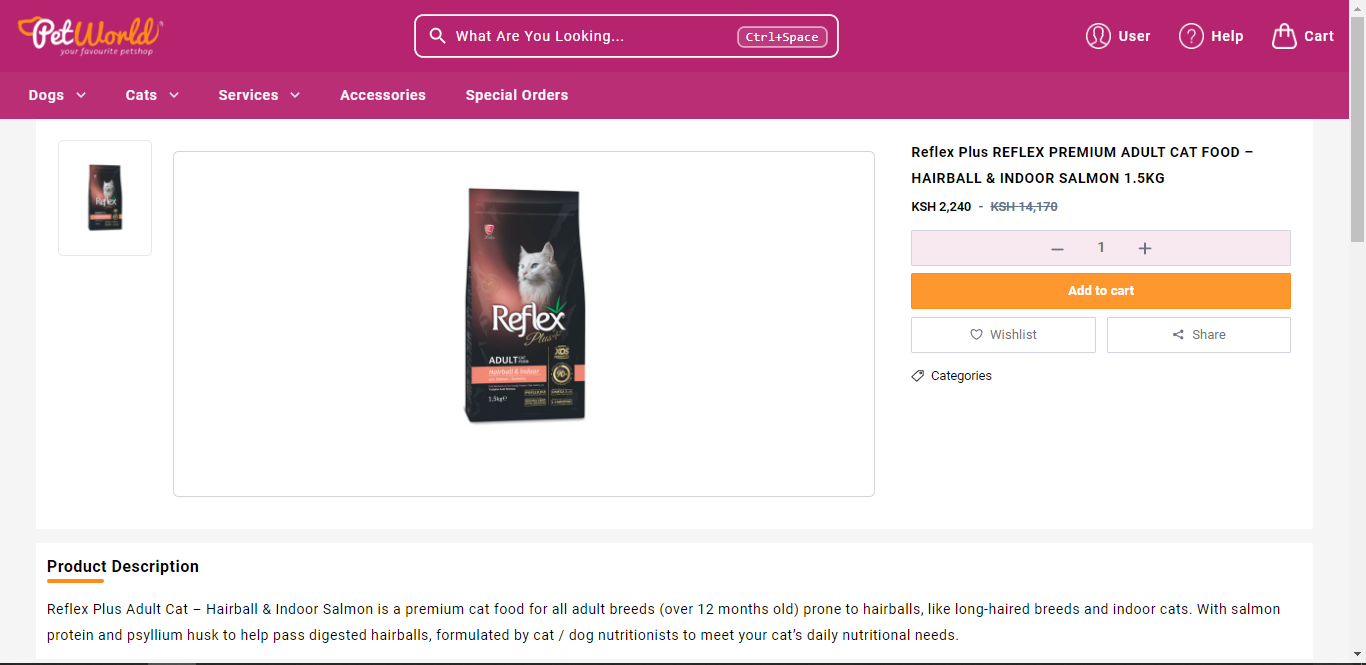 PetWorld
your favourite petshop
What Are You Looking...
Ctrl+Space
User
Help
Cart
Dogs
Cats
Services
Accessories
Special Orders
Reflex
Plus+
ADULT CAT FOOD
Hairball & Indoor
1.5kg℮
Reflex Plus REFLEX PREMIUM ADULT CAT FOOD –
HAIRBALL & INDOOR SALMON 1.5KG
KSH 2,240 - KSH 14,170
– 1 +
Add to cart
Wishlist
Share
Categories
Product Description
Reflex Plus Adult Cat – Hairball & Indoor Salmon is a premium cat food for all adult breeds (over 12 months old) prone to hairballs, like long-haired breeds and indoor cats. With salmon
protein and psyllium husk to help pass digested hairballs, formulated by cat / dog nutritionists to meet your cat’s daily nutritional needs.